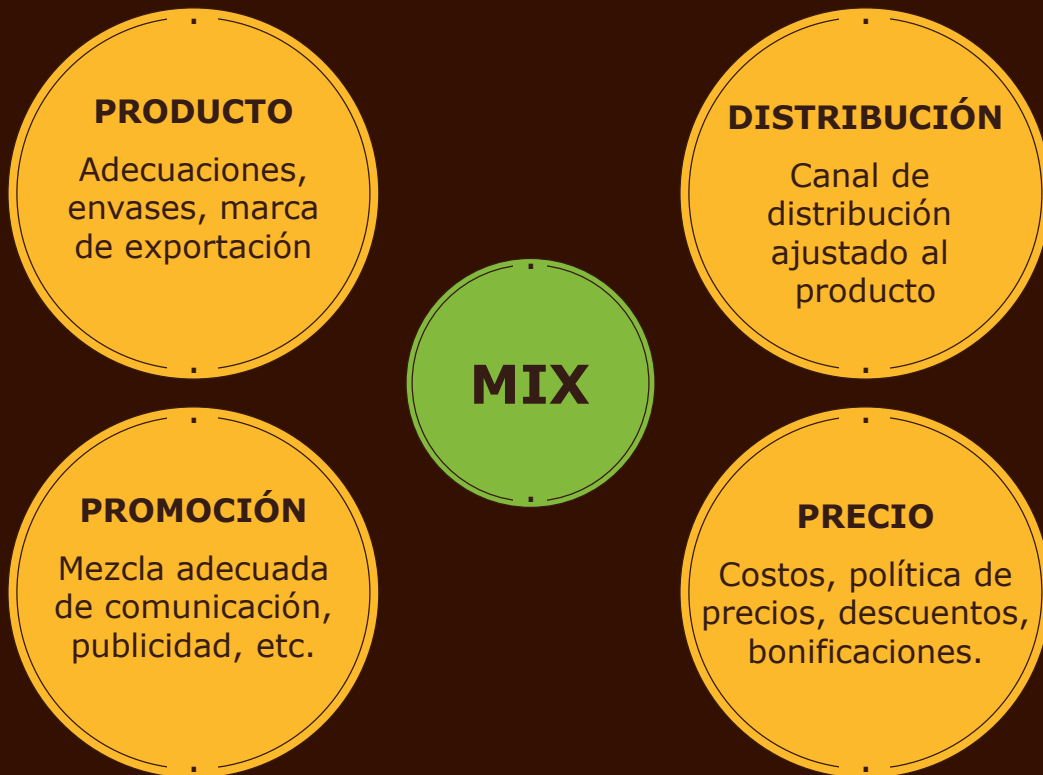 PRODUCTO
Adecuaciones,
envases, marca
de exportación
DISTRIBUCIÓN
Canal de
distribución
ajustado al
producto
MIX
PROMOCIÓN
Mezcla adecuada
de comunicación,
publicidad, etc.
PRECIO
Costos, política de
precios, descuentos,
bonificaciones.